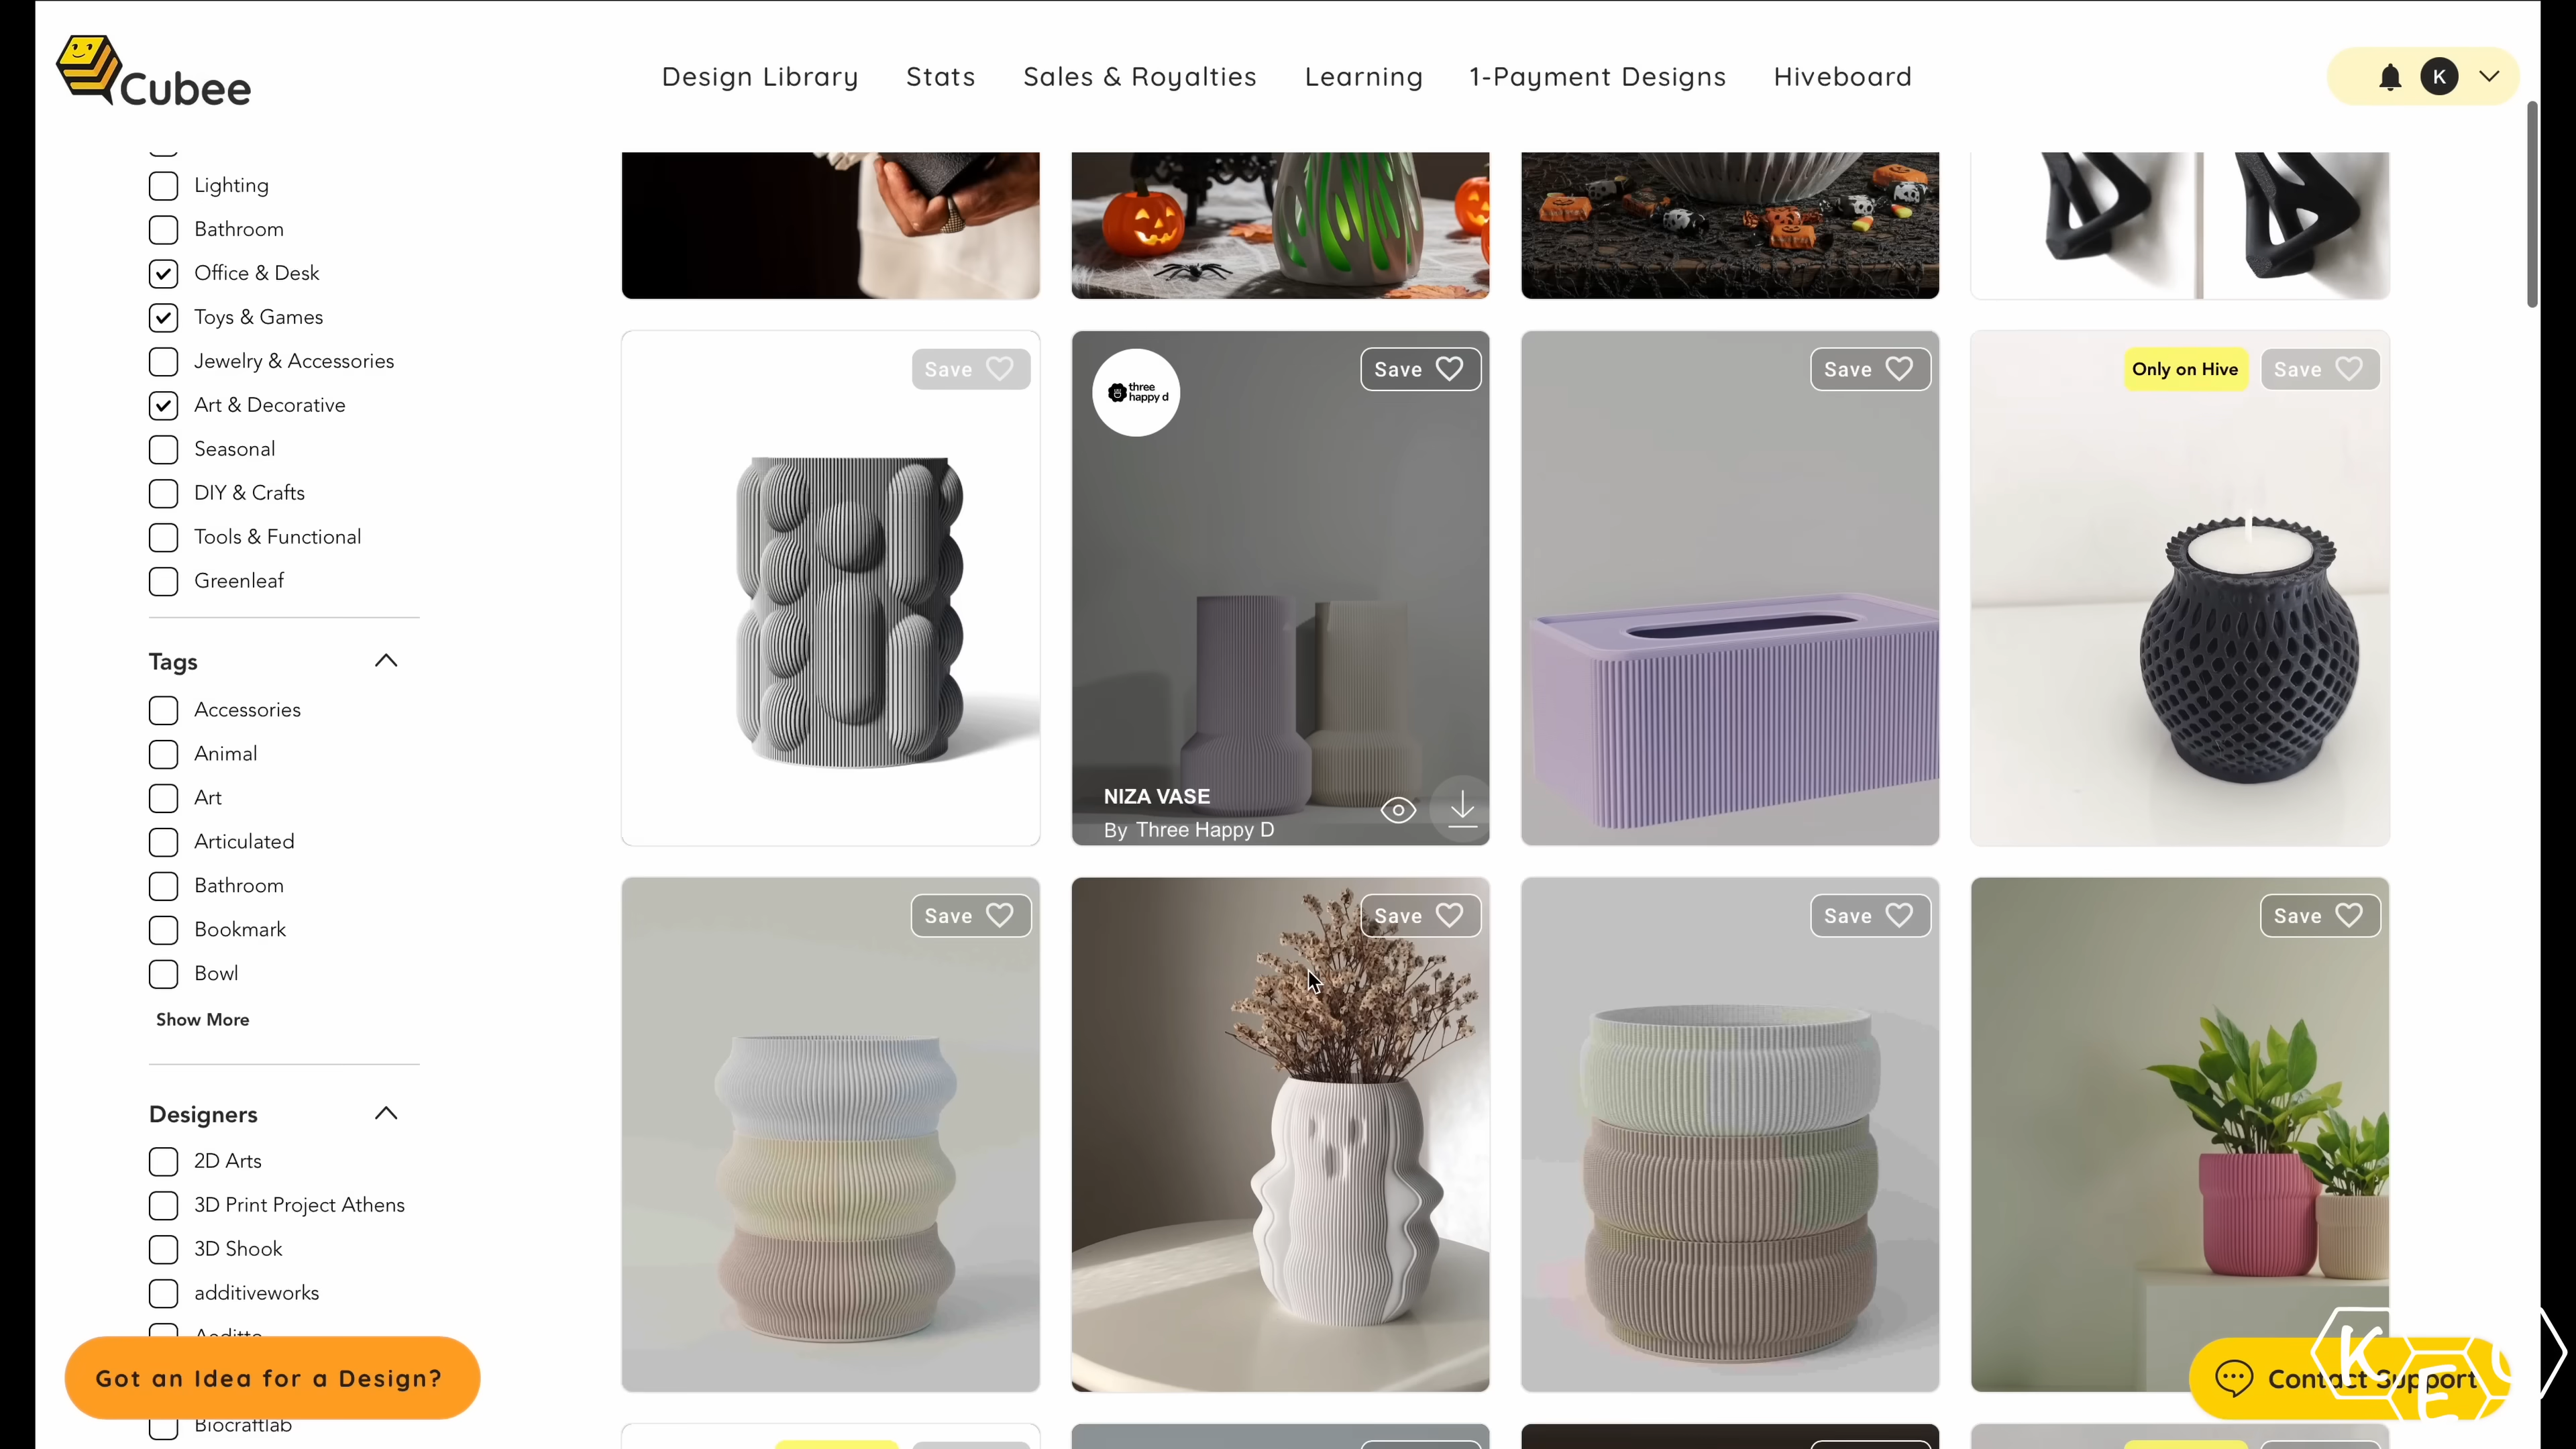 Cubee
Design Library
Stats
Sales & Royalties
Learning
1-Payment Designs
Hiveboard
K
Lighting
Bathroom
Office & Desk
Toys & Games
Jewelry & Accessories
Art & Decorative
Seasonal
DIY & Crafts
Tools & Functional
Greenleaf
Tags
Accessories
Animal
Art
Articulated
Bathroom
Bookmark
Bowl
Show More
Designers
2D Arts
3D Print Project Athens
3D Shook
additiveworks
Biocraftlab
Got an Idea for a Design?
Save
three
happy d
Save
NIZA VASE
By Three Happy D
Save
Only on Hive
Save
Save
Save
Save
Save
Contact Support
K
E